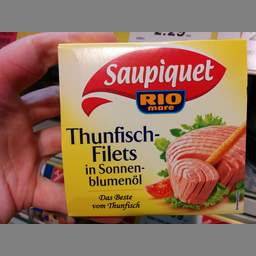 Saupiquet
RIO
mare
Thunfisch-
Filets
in Sonnen-
blumenöl
Das Beste
vom Thunfisch